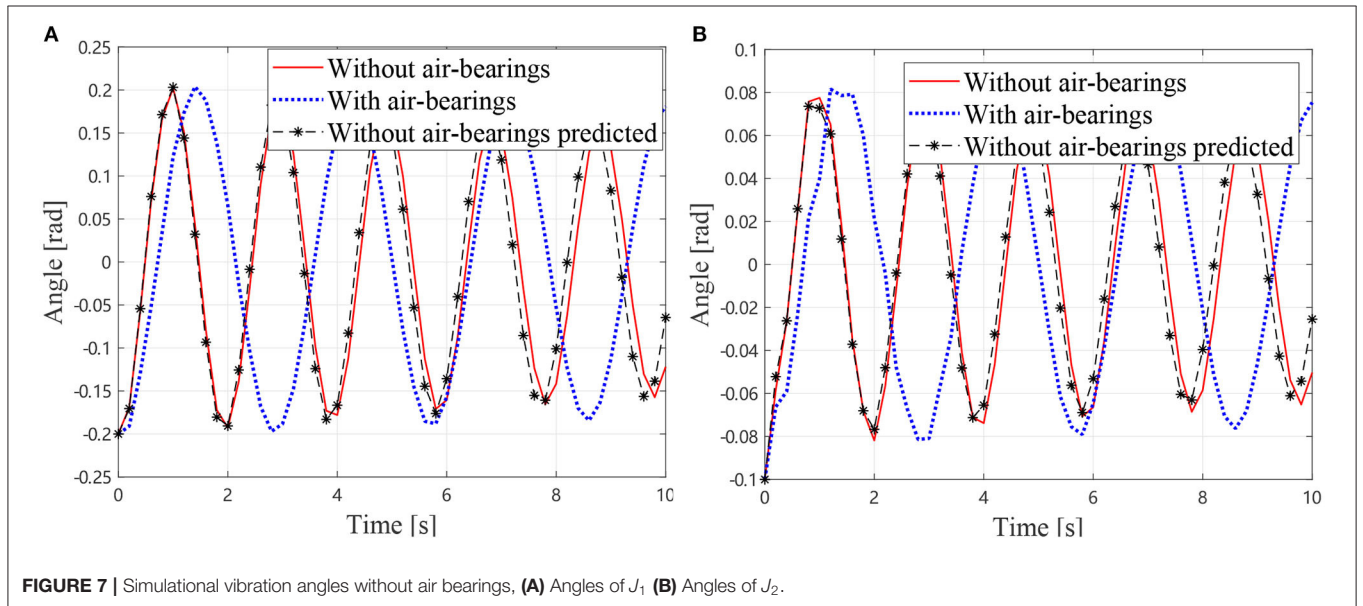 A
B
0.25
0.2
0.15
0.1
0.05
0
-0.05
-0.1
-0.15
-0.2
-0.25
Angle [rad]
0 2 4 6 8 10
Time [s]
Without air-bearings
With air-bearings
Without air-bearings predicted
0.1
0.08
0.06
0.04
0.02
0
-0.02
-0.04
-0.06
-0.08
-0.1
Angle [rad]
0 2 4 6 8 10
Time [s]
Without air-bearings
With air-bearings
Without air-bearings predicted
FIGURE 7 | Simulational vibration angles without air bearings, (A) Angles of J1 (B) Angles of J2.